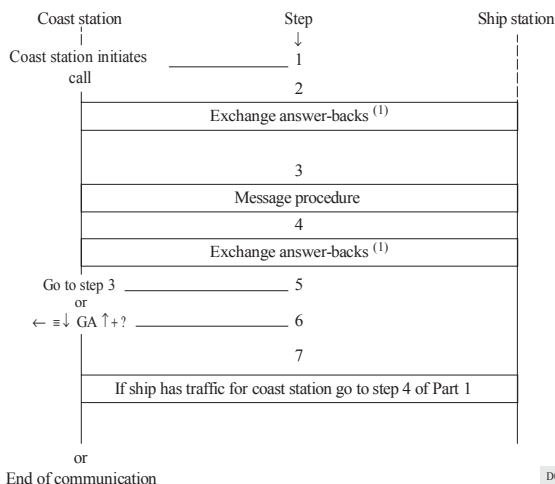 Coast station Step Ship station
↓
Coast station initiates 1
call
2
Exchange answer-backs (1)
3
Message procedure
4
Exchange answer-backs (1)
Go to step 3 5
or
← ≡ ↓ GA ↑ + ? 6
7
If ship has traffic for coast station go to step 4 of Part 1
or
End of communication